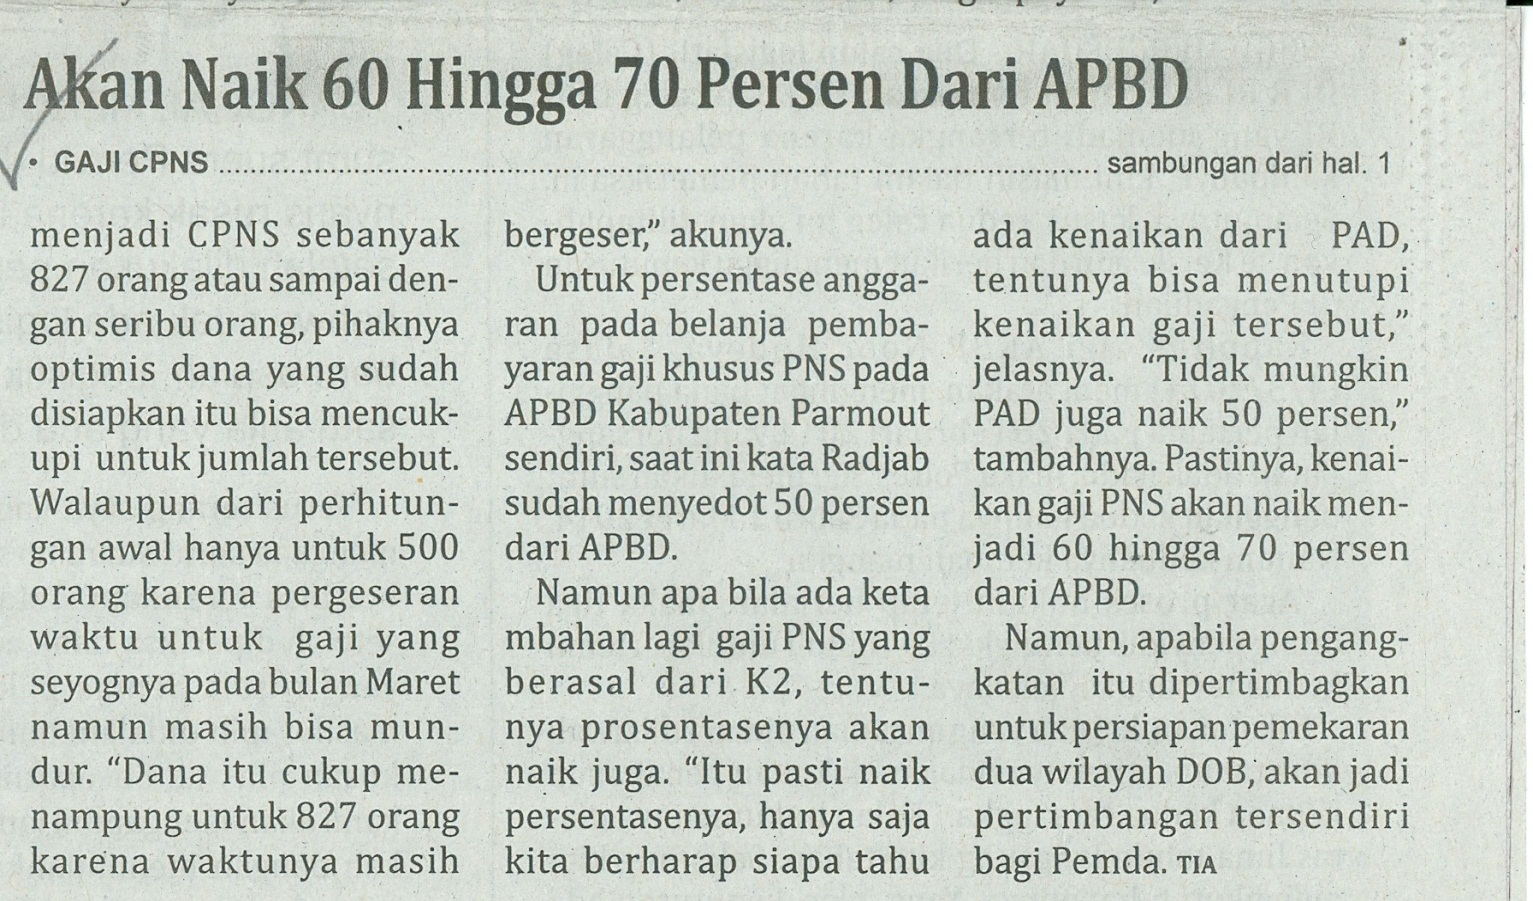 Akan Naik 60 Hingga 70 Persen Dari APBD
• GAJI CPNS ........................................................ sambungan dari hal. 1
menjadi CPNS sebanyak
827 orang atau sampai den-
gan seribu orang, pihaknya
optimis dana yang sudah
disiapkan itu bisa mencuk-
upi untuk jumlah tersebut.
Walaupun dari perhitun-
gan awal hanya untuk 500
orang karena pergeseran
waktu untuk gaji yang
seyognya pada bulan Maret
namun masih bisa mun-
dur. “Dana itu cukup me-
nampung untuk 827 orang
karena waktunya masih
bergeser,” akunya.
Untuk persentase angga-
ran pada belanja pemba-
yaran gaji khusus PNS pada
APBD Kabupaten Parmout
sendiri, saat ini kata Radjab
sudah menyedot 50 persen
dari APBD.
Namun apa bila ada keta
mbahan lagi gaji PNS yang
berasal dari K2, tentu-
nya prosentasenya akan
naik juga. “Itu pasti naik
persentasenya, hanya saja
kita berharap siapa tahu
ada kenaikan dari PAD,
tentunya bisa menutupi
kenaikan gaji tersebut,”
jelasnya. “Tidak mungkin
PAD juga naik 50 persen,”
tambahnya. Pastinya, kenai-
kan gaji PNS akan naik men-
jadi 60 hingga 70 persen
dari APBD.
Namun, apabila pengang-
katan itu dipertimbagkan
untuk persiapan pemekaran
dua wilayah DOB, akan jadi
pertimbangan tersendiri
bagi Pemda. TIA